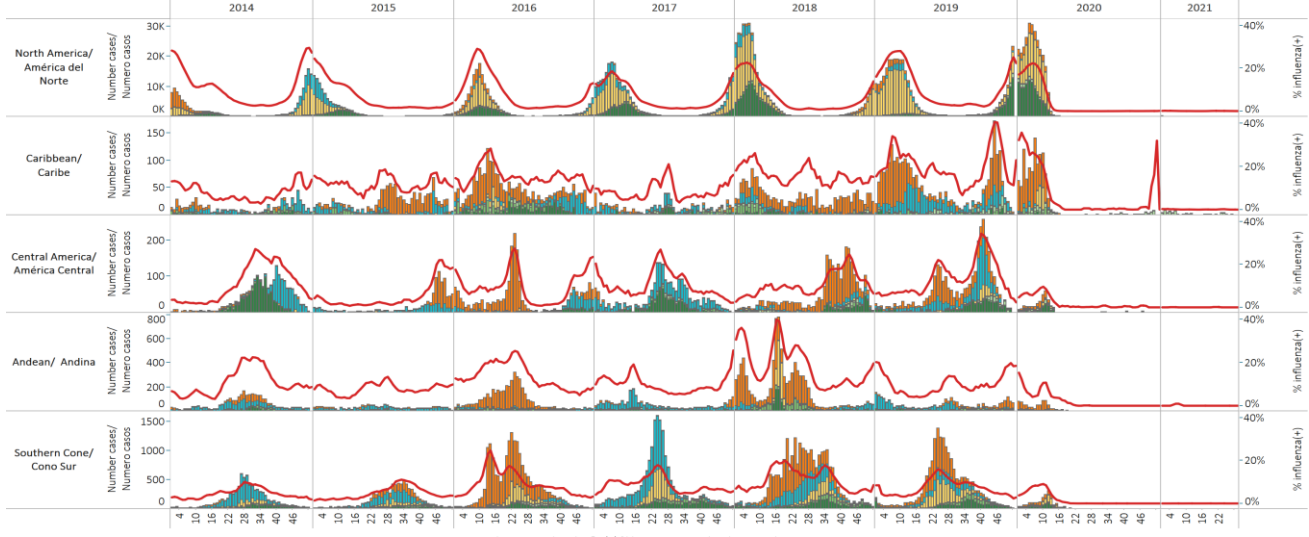 2014 2015 2016 2017 2018 2019 2020 2021
North America/
América del
Norte
Number cases/
Numero casos
30K
20K
10K
0K
40%
20%
0%
% influenza(+)
Caribbean/
Caribe
Number cases/
Numero casos
150
100
50
0
40%
20%
0%
% influenza(+)
Central America/
América Central
Number cases/
Numero casos
200
100
0
40%
20%
0%
% influenza(+)
Andean/ Andina
Number cases/
Numero casos
800
600
400
200
0
40%
20%
0%
% influenza(+)
Southern Cone/
Cono Sur
Number cases/
Numero casos
1500
1000
500
0
40%
20%
0%
% influenza(+)
4 10 16 22 28 34 40 46 4 10 16 22 28 34 40 46 4 10 16 22 28 34 40 46 4 10 16 22 28 34 40 46 4 10 16 22 28 34 40 46 4 10 16 22 28 34 40 46 4 10 16 22 28 34 40 46 4 10 16 22